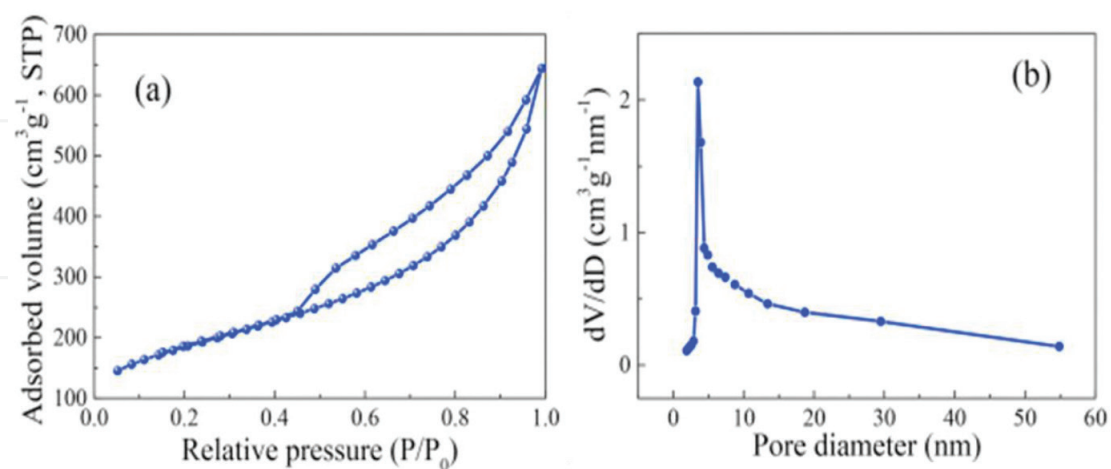 700
600
500
400
300
200
100
0.0 0.2 0.4 0.6 0.8 1.0
Adsorbed volume (cm³g⁻¹, STP)
Relative pressure (P/P₀)
(a)
2
1
0
0 10 20 30 40 50 60
dV/dD (cm³g⁻¹nm⁻¹)
Pore diameter (nm)
(b)